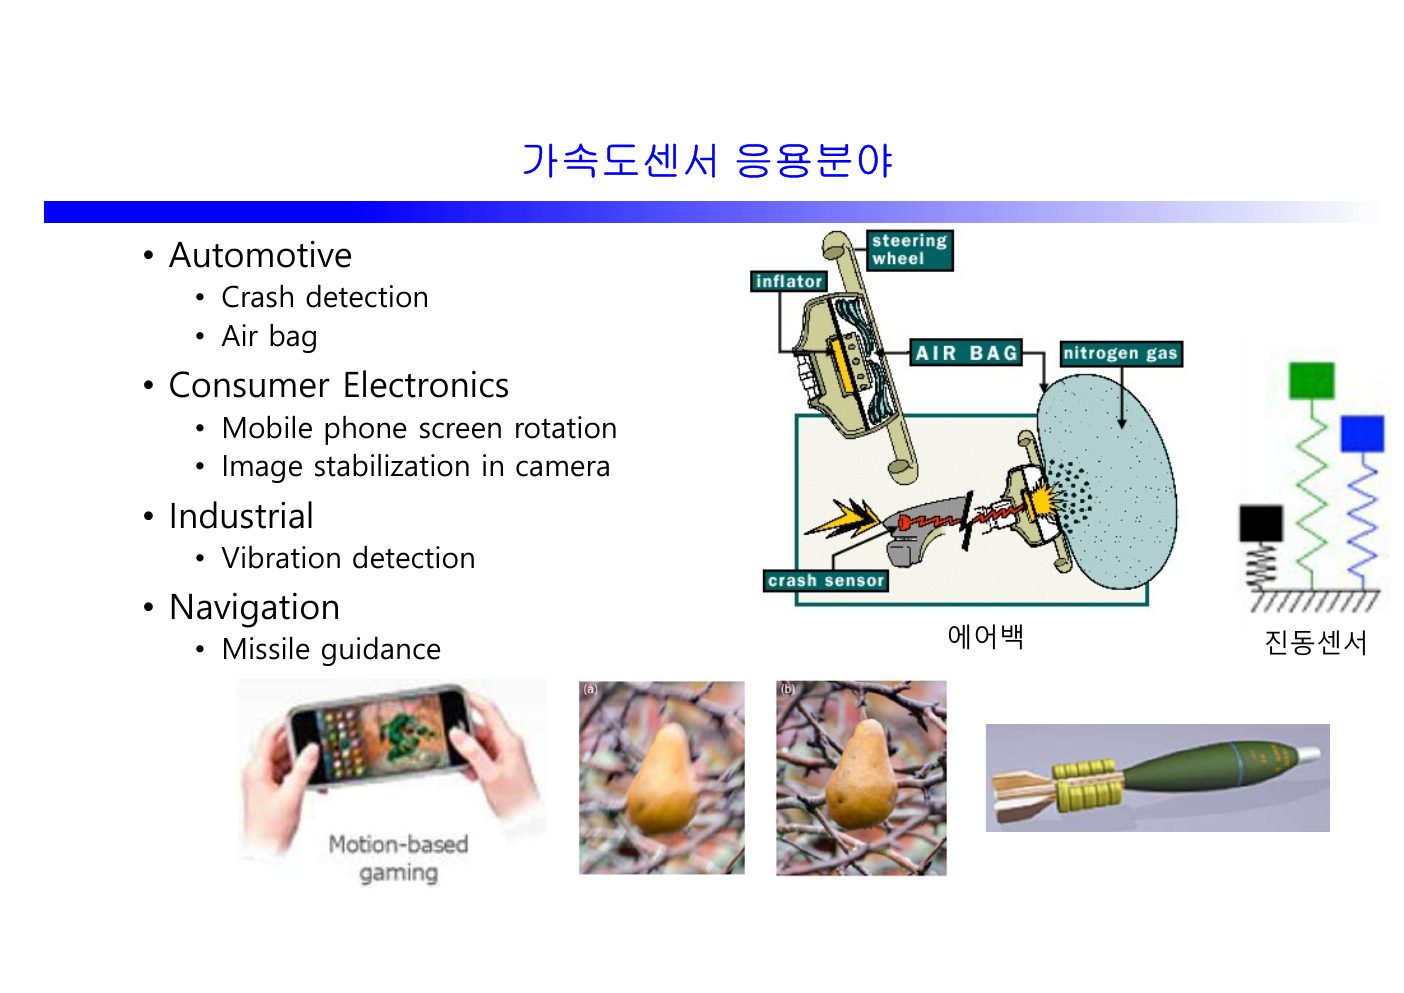 가속도센서 응용분야
• Automotive
• Crash detection
• Air bag
• Consumer Electronics
• Mobile phone screen rotation
• Image stabilization in camera
• Industrial
• Vibration detection
• Navigation
• Missile guidance
steering
wheel
inflator
AIR BAG
nitrogen gas
crash sensor
에어백
진동센서
Motion-based
gaming
(a)
(b)